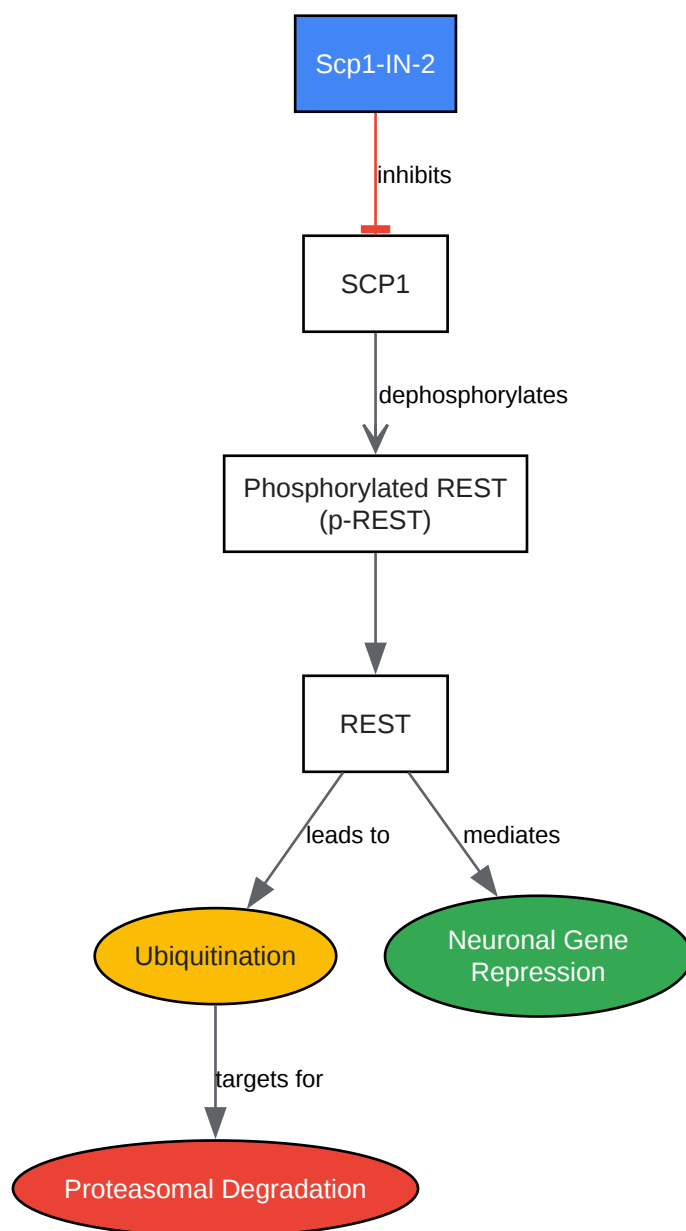 Scp1-IN-2
inhibits
SCP1
dephosphorylates
Phosphorylated REST
(p-REST)
REST
leads to
mediates
Ubiquitination
Neuronal Gene
Repression
targets for
Proteasomal Degradation